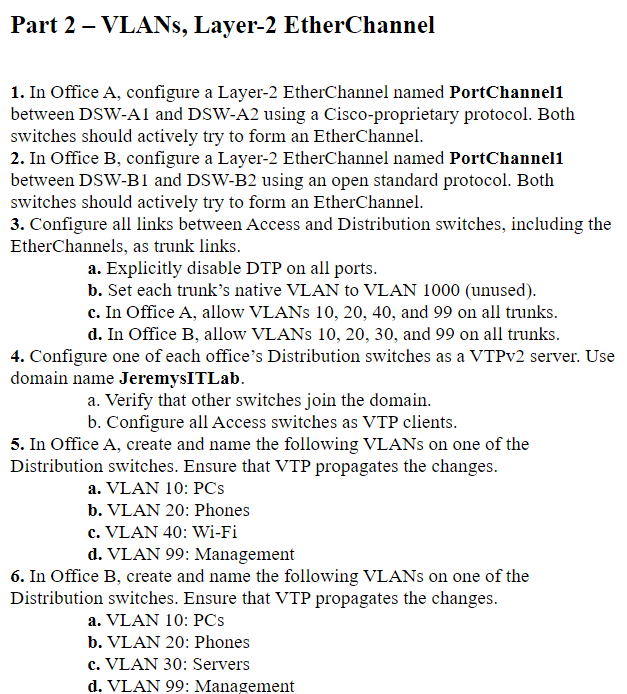 Part 2 – VLANs, Layer-2 EtherChannel
1. In Office A, configure a Layer-2 EtherChannel named PortChannel1
between DSW-A1 and DSW-A2 using a Cisco-proprietary protocol. Both
switches should actively try to form an EtherChannel.
2. In Office B, configure a Layer-2 EtherChannel named PortChannel1
between DSW-B1 and DSW-B2 using an open standard protocol. Both
switches should actively try to form an EtherChannel.
3. Configure all links between Access and Distribution switches, including the
EtherChannels, as trunk links.
a. Explicitly disable DTP on all ports.
b. Set each trunk’s native VLAN to VLAN 1000 (unused).
c. In Office A, allow VLANs 10, 20, 40, and 99 on all trunks.
d. In Office B, allow VLANs 10, 20, 30, and 99 on all trunks.
4. Configure one of each office’s Distribution switches as a VTPv2 server. Use
domain name JeremysITLab.
a. Verify that other switches join the domain.
b. Configure all Access switches as VTP clients.
5. In Office A, create and name the following VLANs on one of the
Distribution switches. Ensure that VTP propagates the changes.
a. VLAN 10: PCs
b. VLAN 20: Phones
c. VLAN 40: Wi-Fi
d. VLAN 99: Management
6. In Office B, create and name the following VLANs on one of the
Distribution switches. Ensure that VTP propagates the changes.
a. VLAN 10: PCs
b. VLAN 20: Phones
c. VLAN 30: Servers
d. VLAN 99: Management